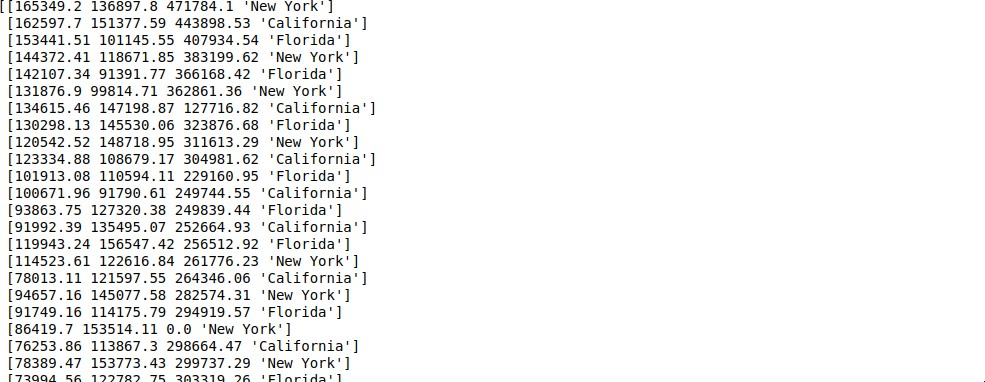 [[165349.2 136897.8 471784.1 'New York']
[162597.7 151377.59 443898.53 'California']
[153441.51 101145.55 407934.54 'Florida']
[144372.41 118671.85 383199.62 'New York']
[142107.34 91391.77 366168.42 'Florida']
[131876.9 99814.71 362861.36 'New York']
[134615.46 147198.87 127716.82 'California']
[130298.13 145530.06 323876.68 'Florida']
[120542.52 148718.95 311613.29 'New York']
[123334.88 108679.17 304981.62 'California']
[101913.08 110594.11 229160.95 'Florida']
[100671.96 91790.61 249744.55 'California']
[93863.75 127320.38 249839.44 'Florida']
[91992.39 135495.07 252664.93 'California']
[119943.24 156547.42 256512.92 'Florida']
[114523.61 122616.84 261776.23 'New York']
[78013.11 121597.55 264346.06 'California']
[94657.16 145077.58 282574.31 'New York']
[91749.16 114175.79 294919.57 'Florida']
[86419.7 153514.11 0.0 'New York']
[76253.86 113867.3 298664.47 'California']
[78389.47 153773.43 299737.29 'New York']
[73994.56 122782.75 303319.26 'Florida']